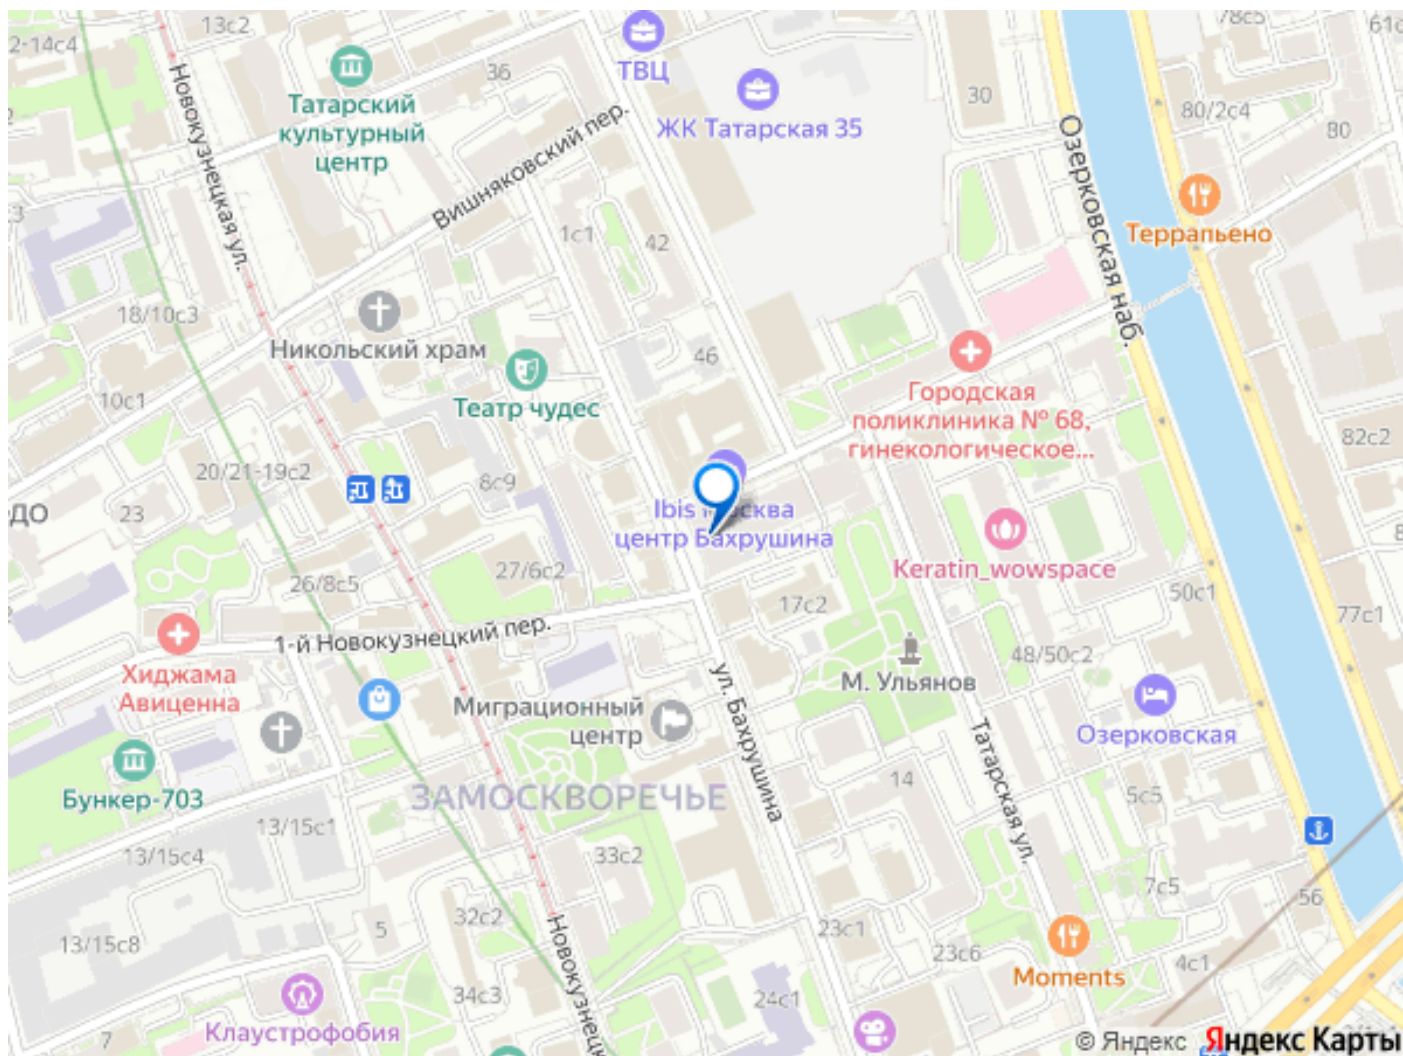 13с2
2-14с4
36
ТВЦ
ЖК Татарская 35
30
78с5
80/2с4
80
Татарский
культурный
центр
Новокузнецкая ул.
Вишняковский пер.
Озерковская наб.
Террапьено
1с1
42
18/10с3
Никольский храм
46
Театр чудес
Городская
поликлиника № 68,
гинекологическое...
10с1
82с2
20/21-19с2
8с9
23
Ibis Москва
центр Бахрушина
Keratin_wowspace
27/6с2
26/8с5
17с2
50с1
77с1
1-й Новокузнецкий пер.
48/50с2
Хиджама
Авиценна
М. Ульянов
Миграционный
центр
ул. Бахрушина
Татарская ул.
Озерковская
Бункер-703
ЗАМОСКВОРЕЧЬЕ
14
5с5
13/15с1
13/15с4
33с2
7с5
56
32с2
5
23с1
13/15с8
23с6
4с1
Moments
Новокузнецк
34с3
24с1
Клаустрофобия
7
© Яндекс Яндекс Карты